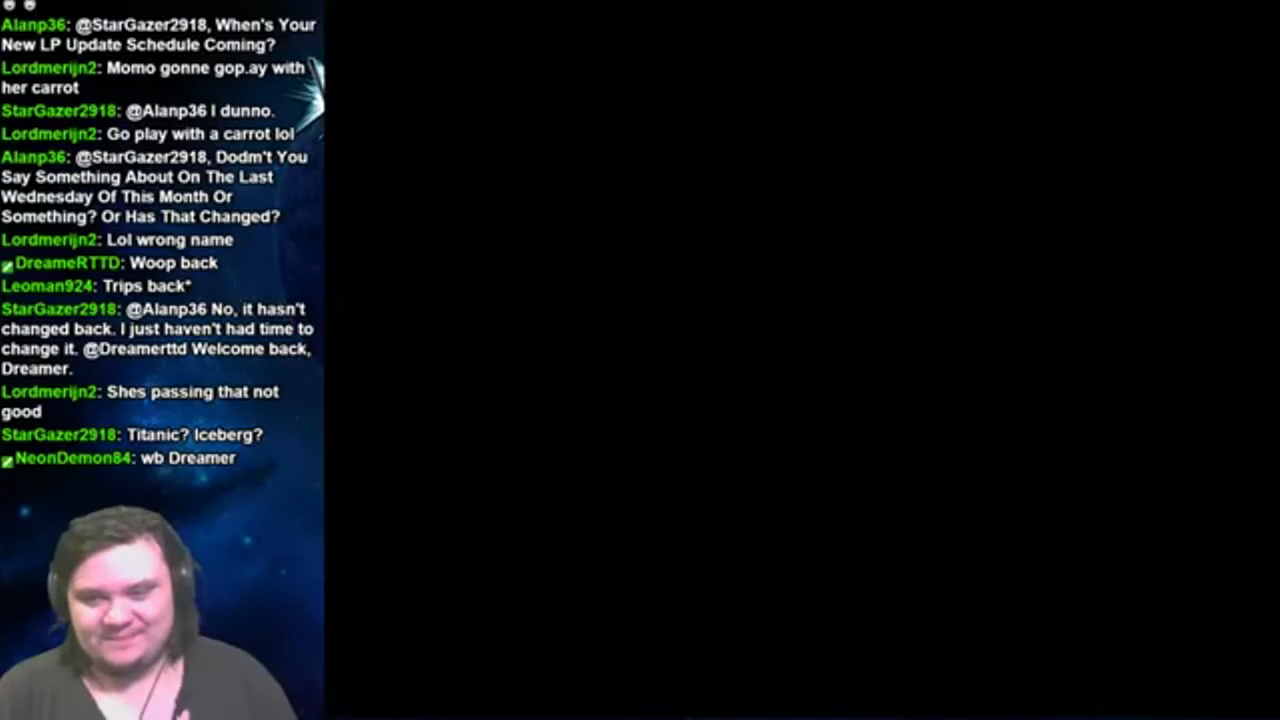 Alanp36: @StarGazer2918, When's Your
New LP Update Schedule Coming?
Lordmerijn2: Momo gonne gop.ay with
her carrot
StarGazer2918: @Alanp36 I dunno.
Lordmerijn2: Go play with a carrot lol
Alanp36: @StarGazer2918, Dodm't You
Say Something About On The Last
Wednesday Of This Month Or
Something? Or Has That Changed?
Lordmerijn2: Lol wrong name
DreameRTTD: Woop back
Leoman924: Trips back*
StarGazer2918: @Alanp36 No, it hasn't
changed back. I just haven't had time to
change it. @Dreamerttd Welcome back,
Dreamer.
Lordmerijn2: Shes passing that not
good
StarGazer2918: Titanic? Iceberg?
NeonDemon84: wb Dreamer